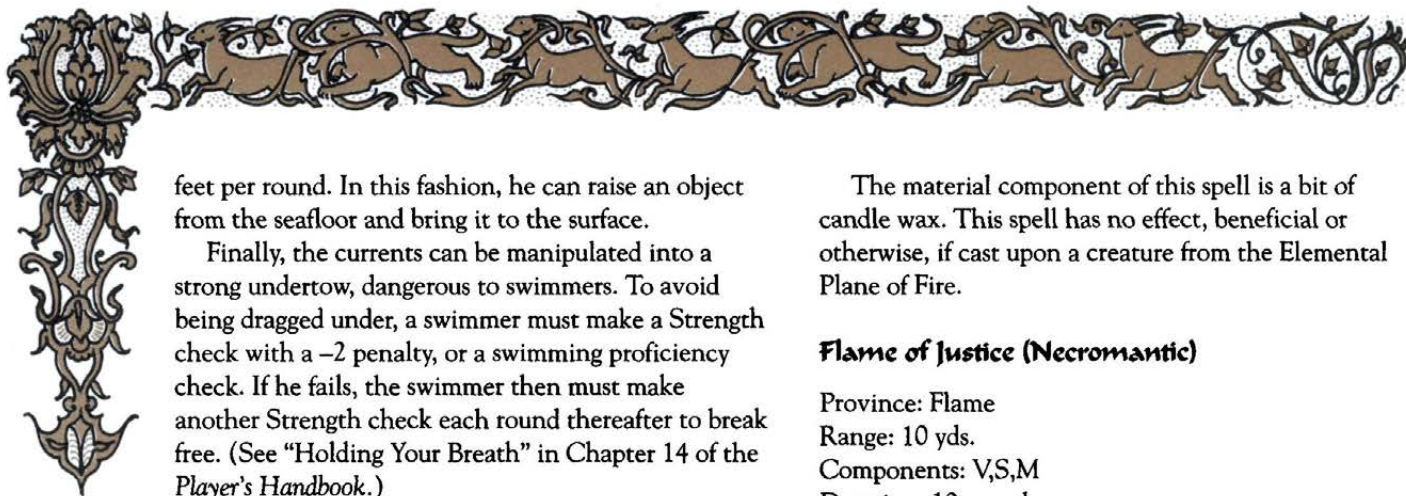 feet per round. In this fashion, he can raise an object
from the seafloor and bring it to the surface.
Finally, the currents can be manipulated into a
strong undertow, dangerous to swimmers. To avoid
being dragged under, a swimmer must make a Strength
check with a –2 penalty, or a swimming proficiency
check. If he fails, the swimmer then must make
another Strength check each round thereafter to break
free. (See “Holding Your Breath” in Chapter 14 of the
Player’s Handbook.)
The material component of this spell is a bit of
candle wax. This spell has no effect, beneficial or
otherwise, if cast upon a creature from the Elemental
Plane of Fire.
Flame of Justice (Necromantic)
Province: Flame
Range: 10 yds.
Components: V,S,M